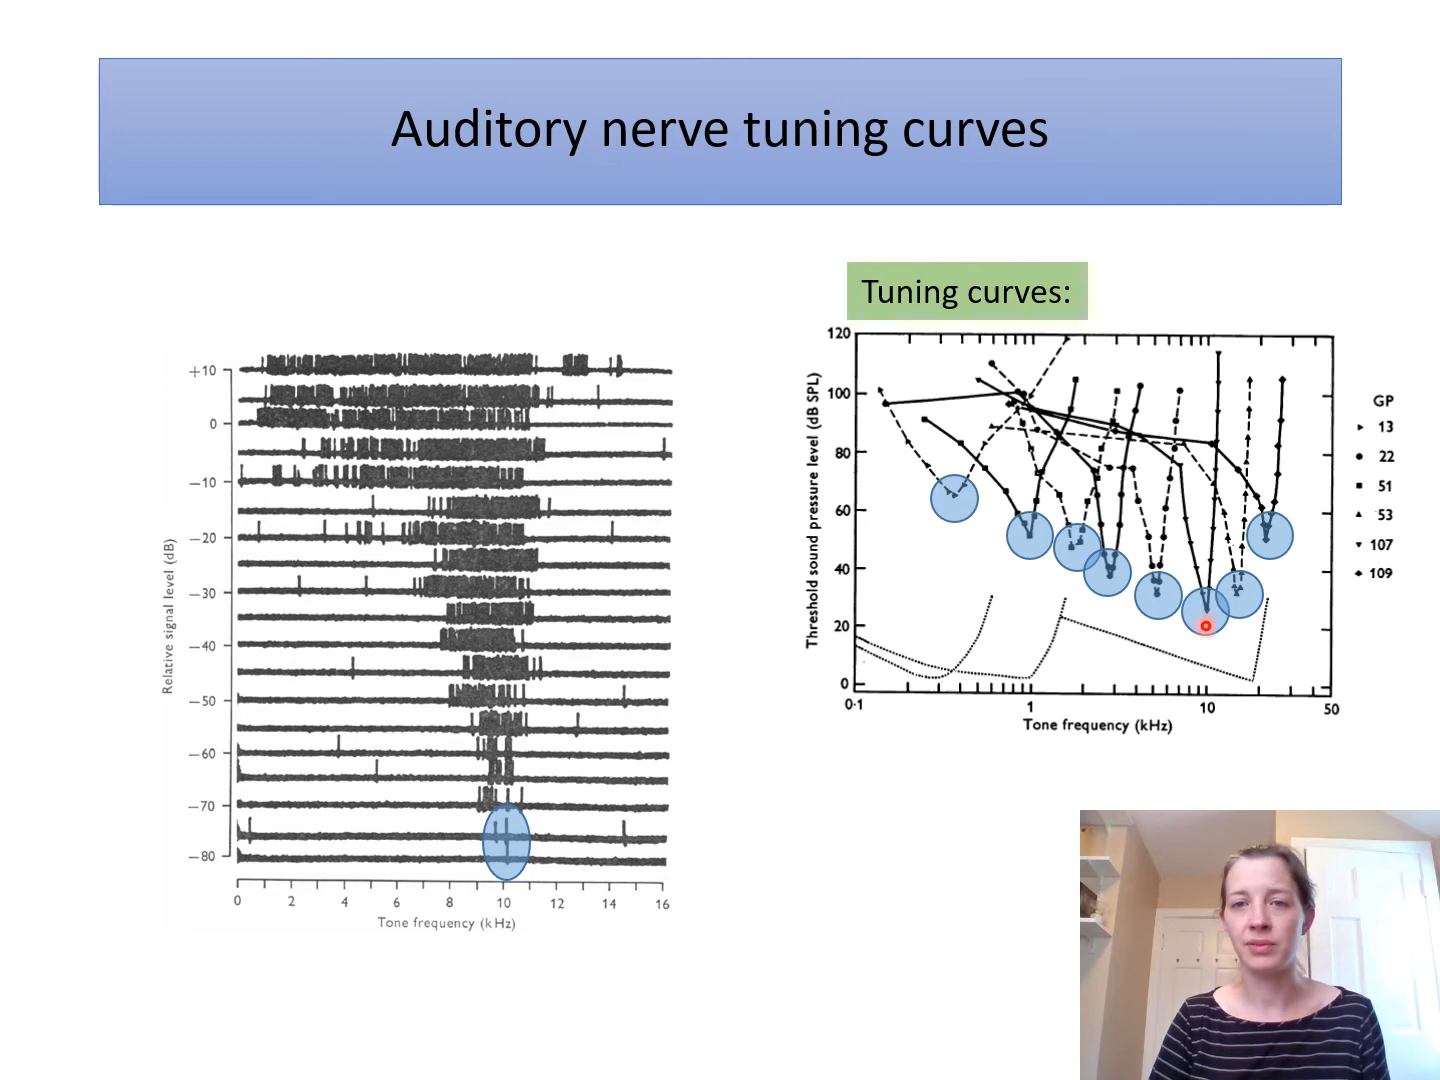 Auditory nerve tuning curves
Tuning curves:
+10
0
−10
−20
−30
−40
−50
−60
−70
−80
Relative signal level (dB)
0 2 4 6 8 10 12 14 16
Tone frequency (kHz)
120
100
80
60
40
20
0
Threshold sound pressure level (dB SPL)
0·1 1 10 50
Tone frequency (kHz)
GP
13
22
51
53
107
109